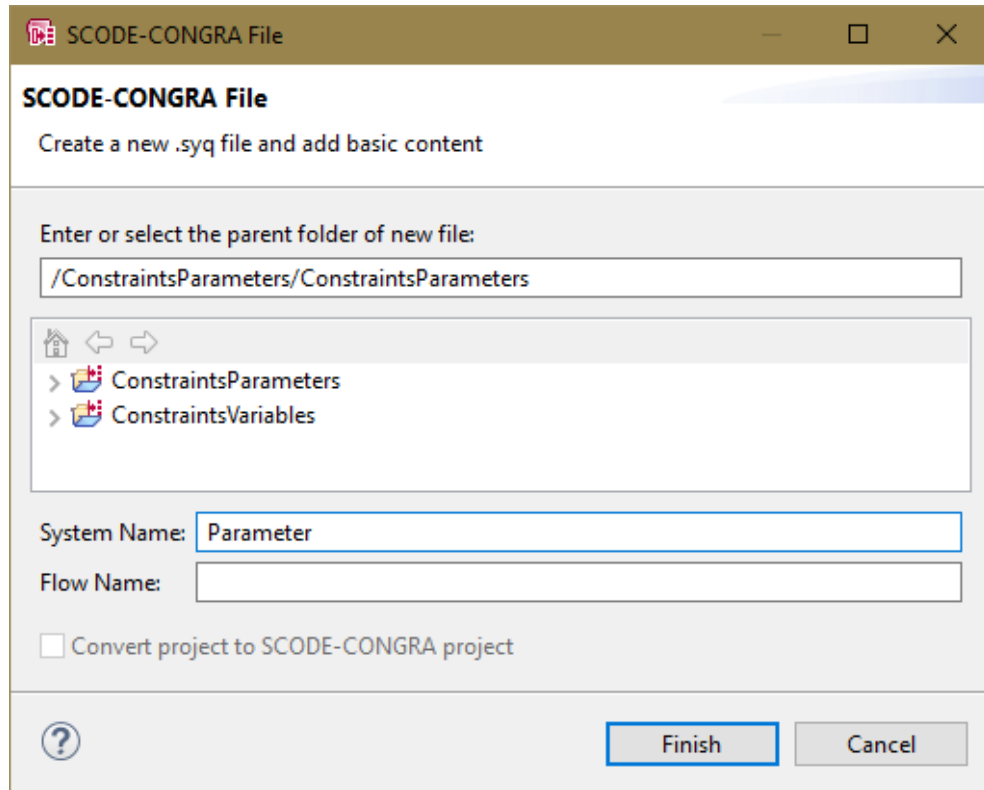 SCODE-CONGRA File
SCODE-CONGRA File
Create a new .syq file and add basic content
Enter or select the parent folder of new file:
/ConstraintsParameters/ConstraintsParameters
ConstraintsParameters
ConstraintsVariables
System Name: Parameter
Flow Name:
Convert project to SCODE-CONGRA project
? Finish Cancel